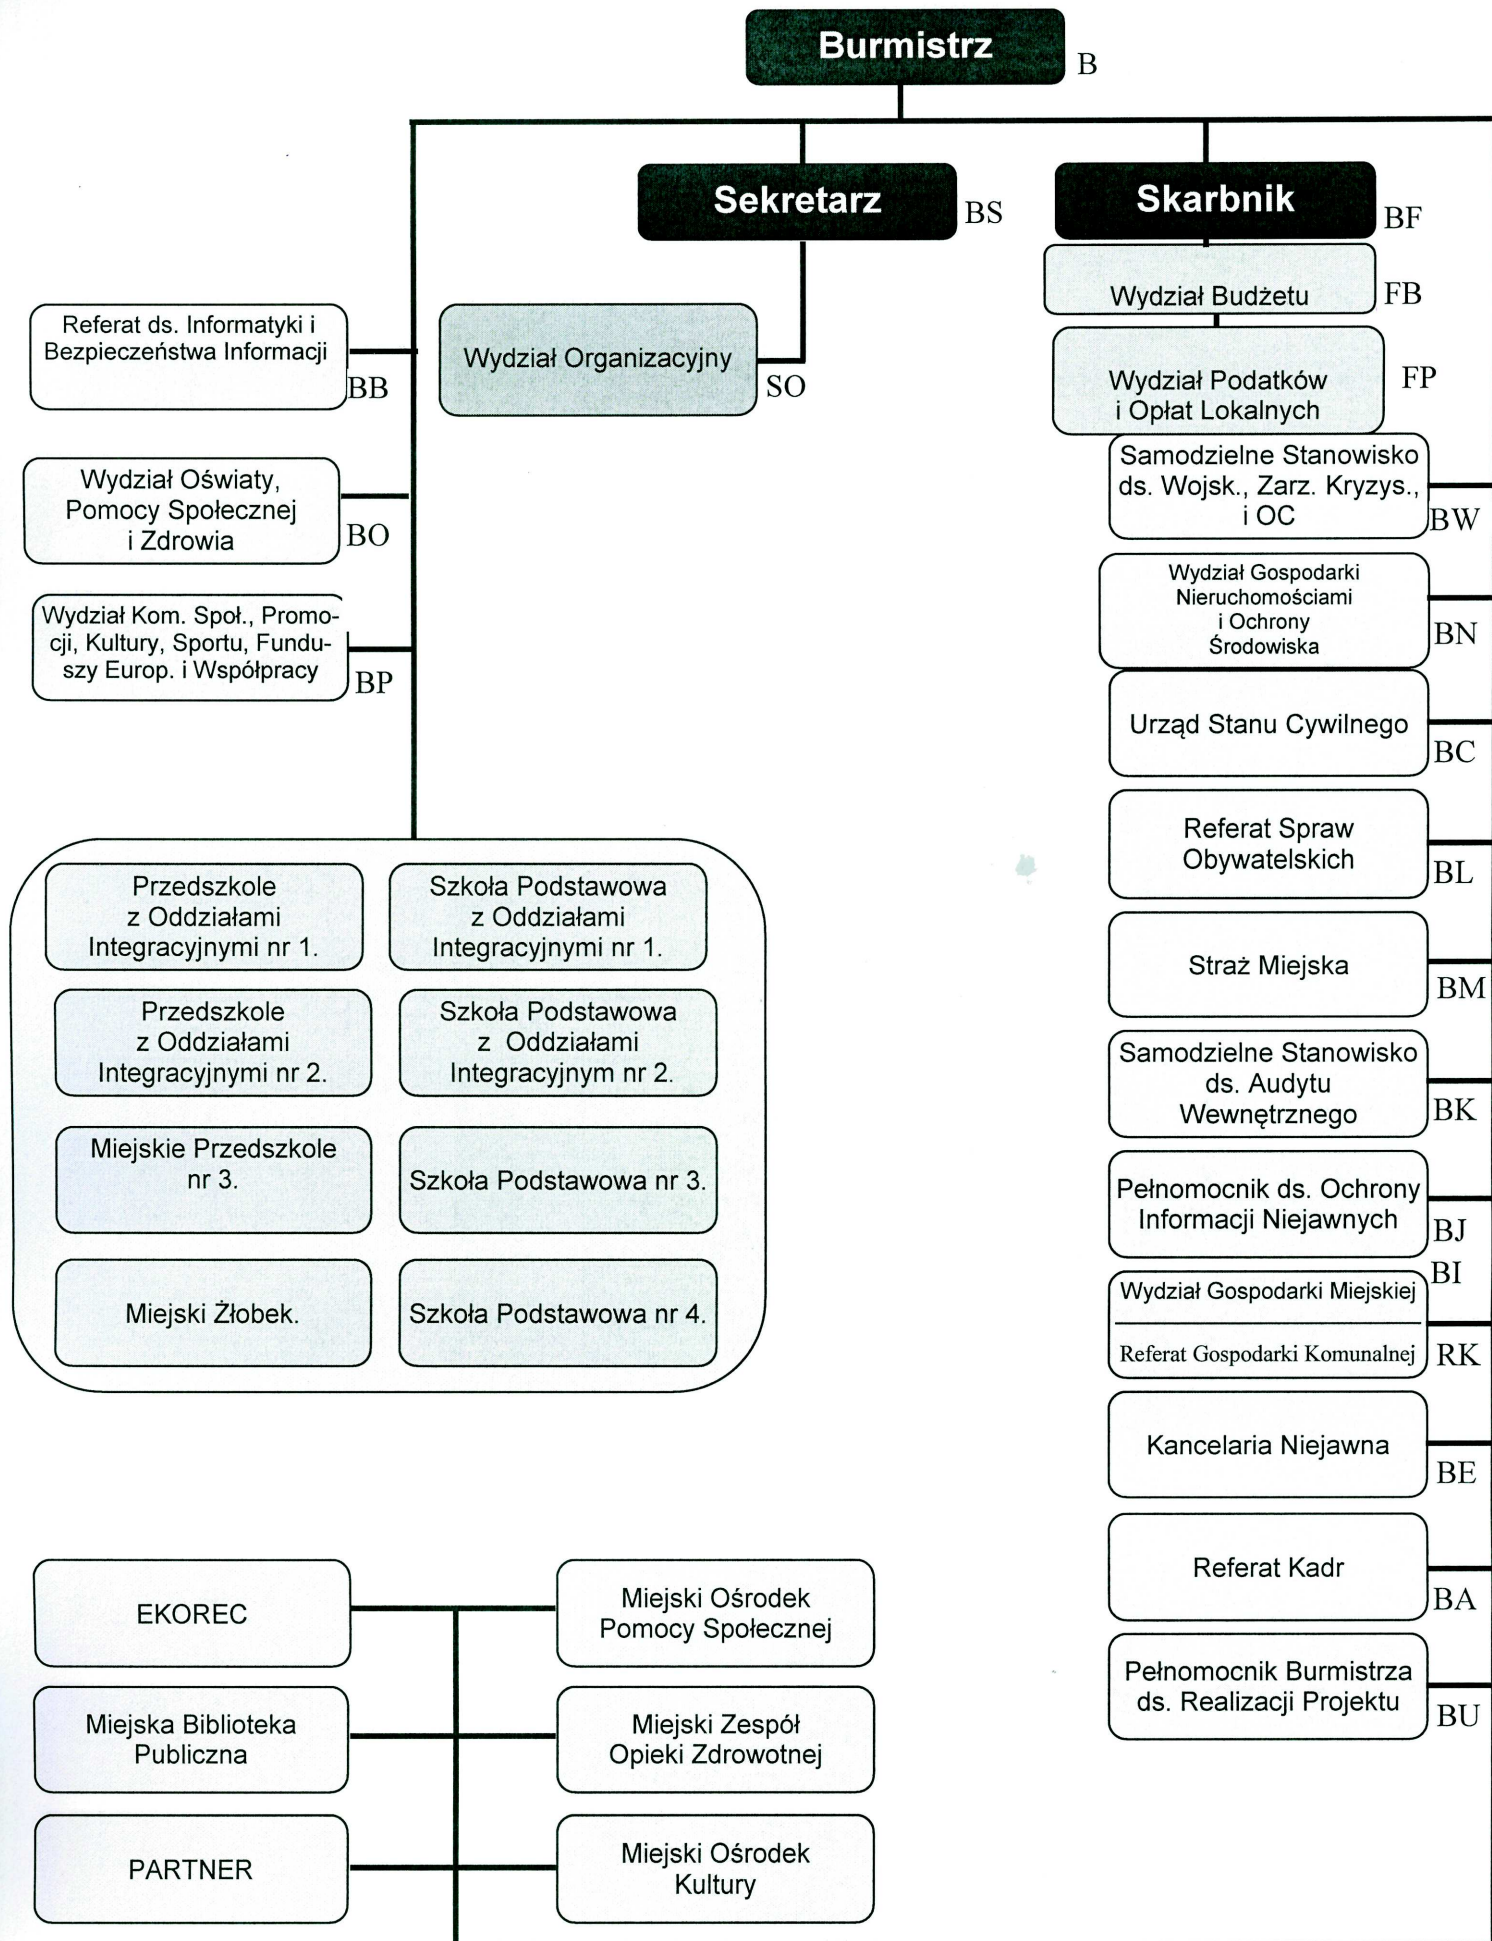 Burmistrz
B
Sekretarz
BS
Skarbnik
BF
Wydział Budżetu
FB
Wydział Podatków
i Opłat Lokalnych
FP
Referat ds. Informatyki i
Bezpieczeństwa Informacji
BB
Wydział Organizacyjny
SO
Wydział Oświaty,
Pomocy Społecznej
i Zdrowia
BO
Wydział Kom. Społ., Promo-
cji, Kultury, Sportu, Fundu-
szy Europ. i Współpracy
BP
Samodzielne Stanowisko
ds. Wojsk., Zarz. Kryzys.,
i OC
BW
Wydział Gospodarki
Nieruchomościami
i Ochrony
Środowiska
BN
Urząd Stanu Cywilnego
BC
Referat Spraw
Obywatelskich
BL
Straż Miejska
BM
Samodzielne Stanowisko
ds. Audytu
Wewnętrznego
BK
Pełnomocnik ds. Ochrony
Informacji Niejawnych
BJ
BI
Wydział Gospodarki Miejskiej
Referat Gospodarki Komunalnej
RK
Kancelaria Niejawna
BE
Referat Kadr
BA
Pełnomocnik Burmistrza
ds. Realizacji Projektu
BU
Przedszkole
z Oddziałami
Integracyjnymi nr 1.
Szkoła Podstawowa
z Oddziałami
Integracyjnymi nr 1.
Przedszkole
z Oddziałami
Integracyjnymi nr 2.
Szkoła Podstawowa
z Oddziałami
Integracyjnym nr 2.
Miejskie Przedszkole
nr 3.
Szkoła Podstawowa nr 3.
Miejski Żłobek.
Szkoła Podstawowa nr 4.
EKOREC
Miejski Ośrodek
Pomocy Społecznej
Miejska Biblioteka
Publiczna
Miejski Zespół
Opieki Zdrowotnej
PARTNER
Miejski Ośrodek
Kultury